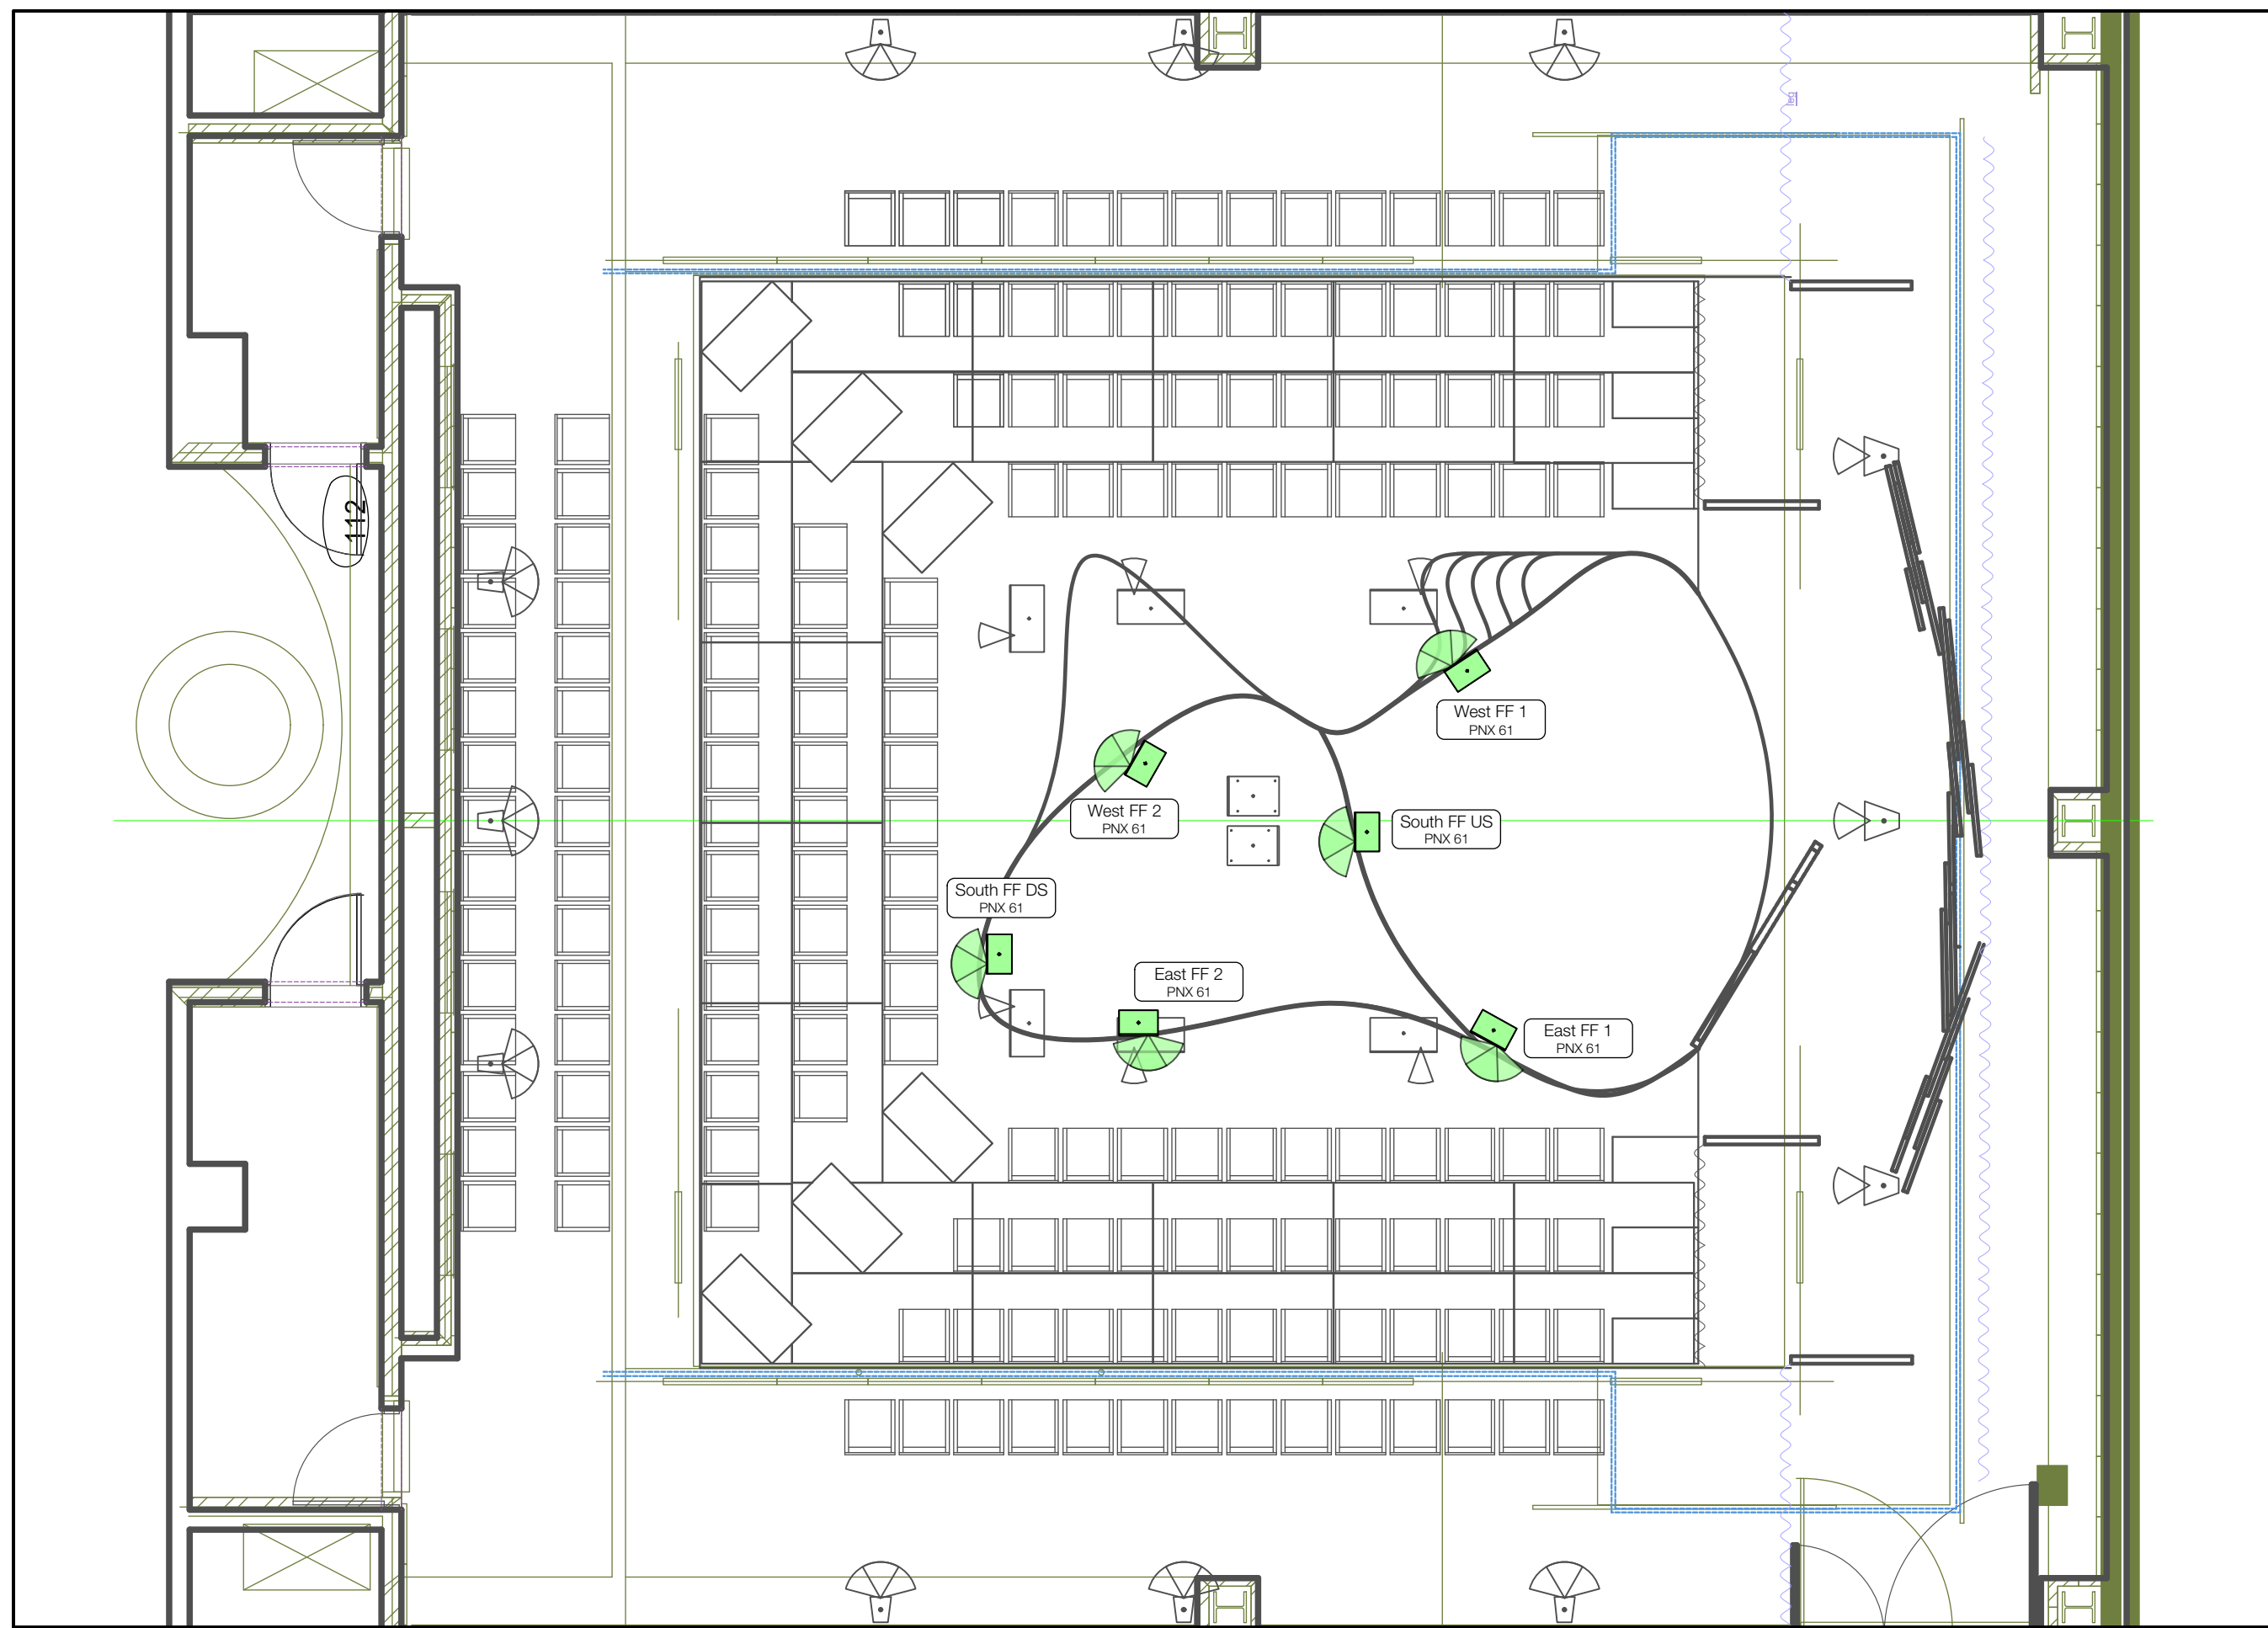 leg
112
West FF 1
PNX 61
West FF 2
PNX 61
South FF US
PNX 61
South FF DS
PNX 61
East FF 2
PNX 61
East FF 1
PNX 61